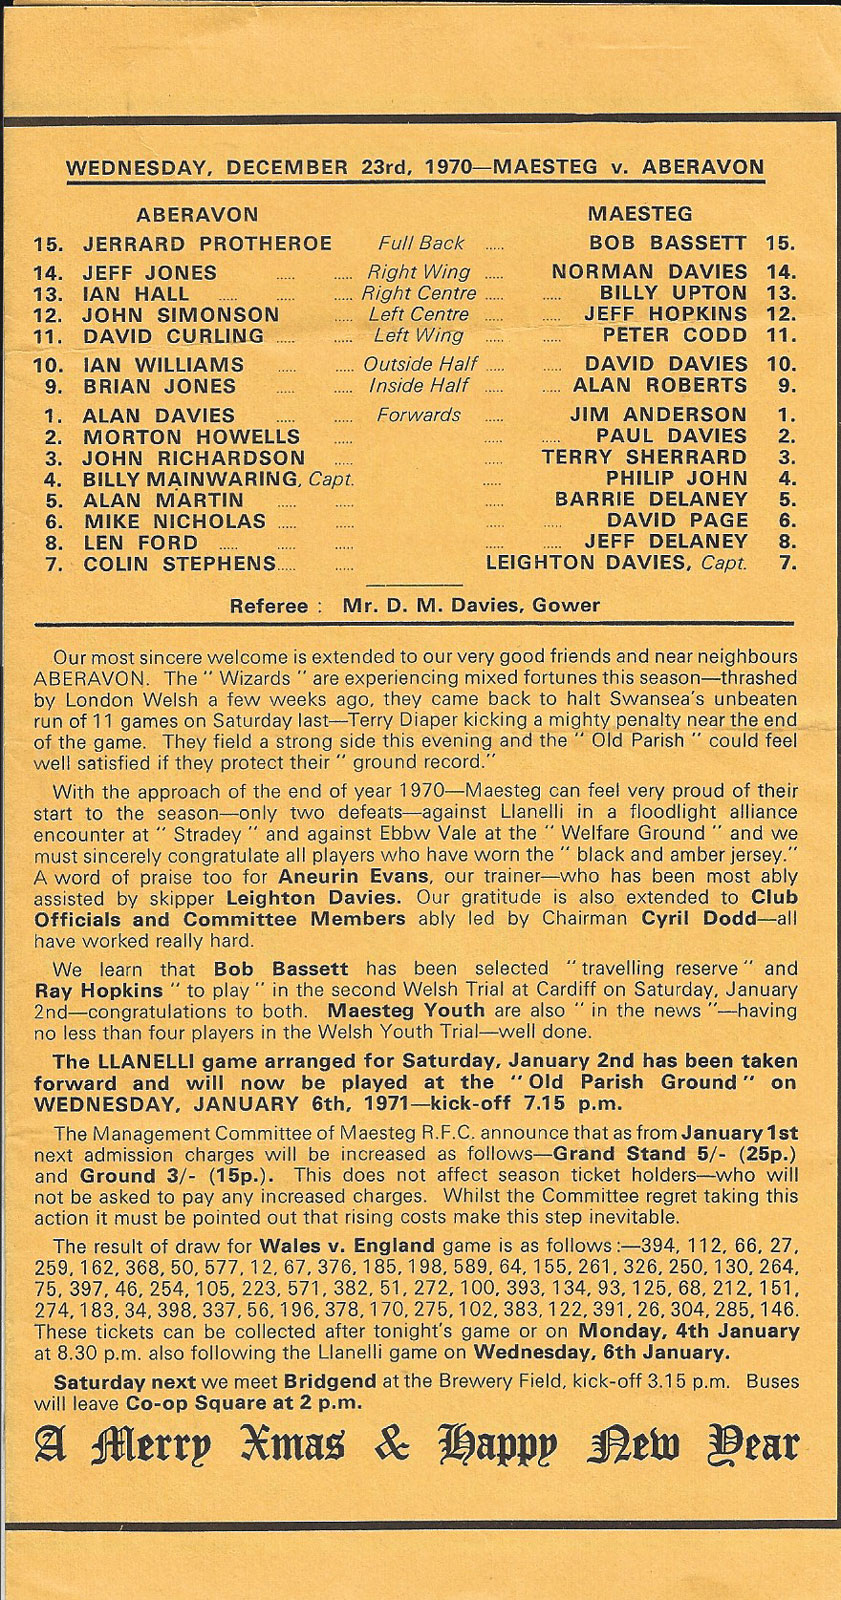 WEDNESDAY, DECEMBER 23rd, 1970—MAESTEG v. ABERAVON
ABERAVON MAESTEG
15. JERRARD PROTHEROE Full Back ..... BOB BASSETT 15.
14. JEFF JONES ..... ..... Right Wing ..... NORMAN DAVIES 14.
13. IAN HALL ..... ..... ..... Right Centre ..... ..... BILLY UPTON 13.
12. JOHN SIMONSON ..... Left Centre ..... JEFF HOPKINS 12.
11. DAVID CURLING ..... ..... Left Wing ..... PETER CODD 11.
10. IAN WILLIAMS ..... ..... Outside Half ..... DAVID DAVIES 10.
9. BRIAN JONES ..... ..... Inside Half ..... ..... ALAN ROBERTS 9.
1. ALAN DAVIES ..... ..... Forwards ..... JIM ANDERSON 1.
2. MORTON HOWELLS ..... ..... ..... PAUL DAVIES 2.
3. JOHN RICHARDSON ..... ..... TERRY SHERRARD 3.
4. BILLY MAINWARING, Capt. ..... PHILIP JOHN 4.
5. ALAN MARTIN ..... ..... ..... BARRIE DELANEY 5.
6. MIKE NICHOLAS ..... ..... ..... ..... DAVID PAGE 6.
8. LEN FORD ..... ..... ..... ..... ..... JEFF DELANEY 8.
7. COLIN STEPHENS..... ..... LEIGHTON DAVIES, Capt. 7.
Referee : Mr. D. M. Davies, Gower
Our most sincere welcome is extended to our very good friends and near neighbours
ABERAVON. The " Wizards " are experiencing mixed fortunes this season—thrashed
by London Welsh a few weeks ago, they came back to halt Swansea's unbeaten
run of 11 games on Saturday last—Terry Diaper kicking a mighty penalty near the end
of the game. They field a strong side this evening and the " Old Parish " could feel
well satisfied if they protect their " ground record."
With the approach of the end of year 1970—Maesteg can feel very proud of their
start to the season—only two defeats—against Llanelli in a floodlight alliance
encounter at " Stradey " and against Ebbw Vale at the " Welfare Ground " and we
must sincerely congratulate all players who have worn the " black and amber jersey."
A word of praise too for Aneurin Evans, our trainer—who has been most ably
assisted by skipper Leighton Davies. Our gratitude is also extended to Club
Officials and Committee Members ably led by Chairman Cyril Dodd—all
have worked really hard.
We learn that Bob Bassett has been selected " travelling reserve " and
Ray Hopkins " to play " in the second Welsh Trial at Cardiff on Saturday, January
2nd—congratulations to both. Maesteg Youth are also " in the news "—having
no less than four players in the Welsh Youth Trial—well done.
The LLANELLI game arranged for Saturday, January 2nd has been taken
forward and will now be played at the " Old Parish Ground " on
WEDNESDAY, JANUARY 6th, 1971—kick-off 7.15 p.m.
The Management Committee of Maesteg R.F.C. announce that as from January 1st
next admission charges will be increased as follows—Grand Stand 5/- (25p.)
and Ground 3/- (15p.). This does not affect season ticket holders—who will
not be asked to pay any increased charges. Whilst the Committee regret taking this
action it must be pointed out that rising costs make this step inevitable.
The result of draw for Wales v. England game is as follows :—394, 112, 66, 27,
259, 162, 368, 50, 577, 12, 67, 376, 185, 198, 589, 64, 155, 261, 326, 250, 130, 264,
75, 397, 46, 254, 105, 223, 571, 382, 51, 272, 100, 393, 134, 93, 125, 68, 212, 151,
274, 183, 34, 398, 337, 56, 196, 378, 170, 275, 102, 383, 122, 391, 26, 304, 285, 146.
These tickets can be collected after tonight's game or on Monday, 4th January
at 8.30 p.m. also following the Llanelli game on Wednesday, 6th January.
Saturday next we meet Bridgend at the Brewery Field, kick-off 3.15 p.m. Buses
will leave Co-op Square at 2 p.m.
A Merry Xmas & Happy New Year